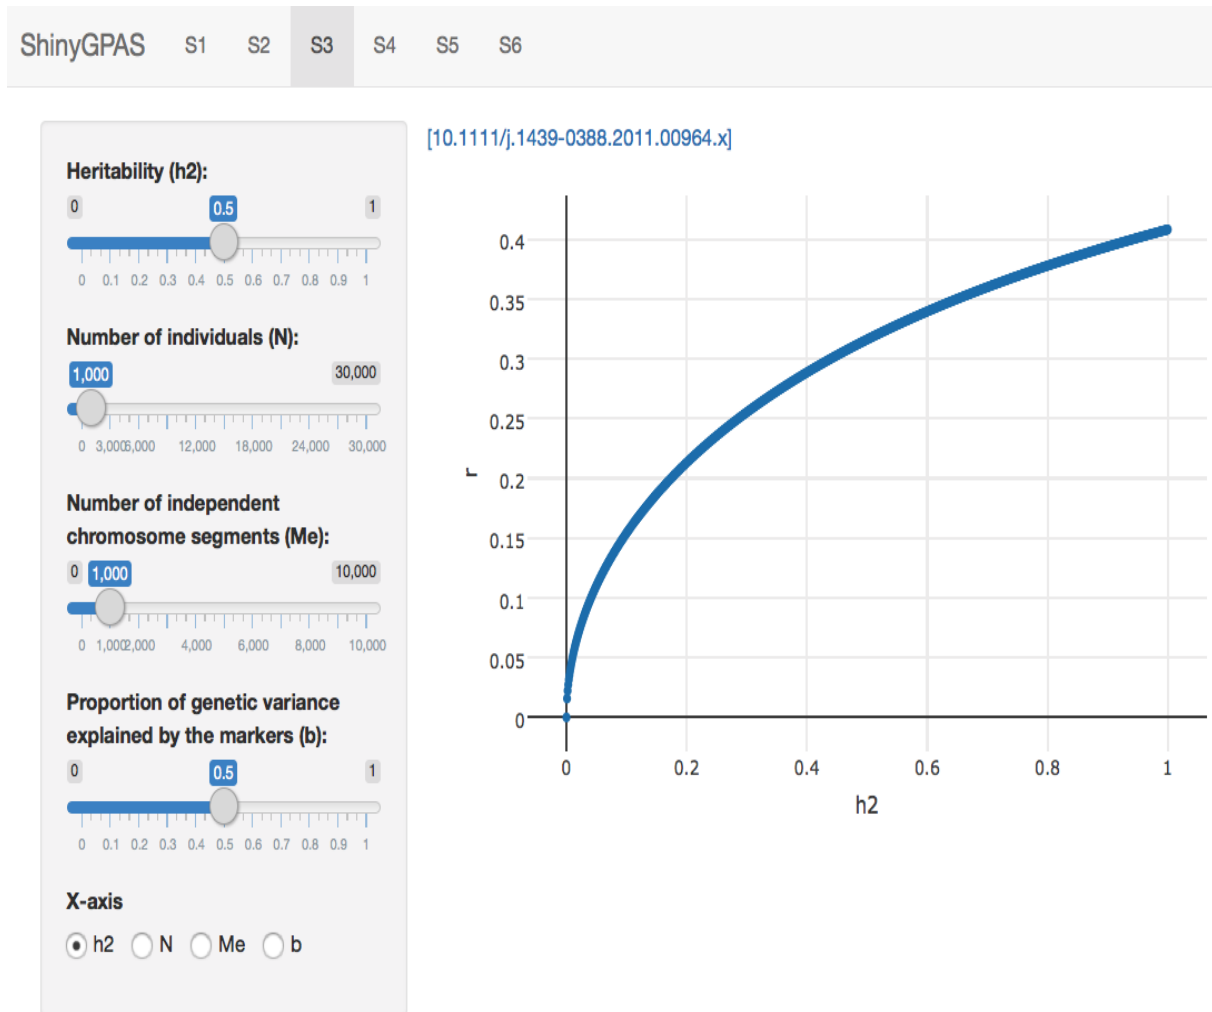 ShinyGPAS S1 S2 S3 S4 S5 S6
[10.1111/j.1439-0388.2011.00964.x]
Heritability (h2):
0 0.5 1
0 0.1 0.2 0.3 0.4 0.5 0.6 0.7 0.8 0.9 1
Number of individuals (N):
1,000 30,000
0 3,000 6,000 12,000 18,000 24,000 30,000
Number of independent
chromosome segments (Me):
0 1,000 10,000
0 1,000 2,000 4,000 6,000 8,000 10,000
Proportion of genetic variance
explained by the markers (b):
0 0.5 1
0 0.1 0.2 0.3 0.4 0.5 0.6 0.7 0.8 0.9 1
X-axis
h2 N Me b
0.4
0.35
0.3
0.25
r
0.2
0.15
0.1
0.05
0
0 0.2 0.4 0.6 0.8 1
h2